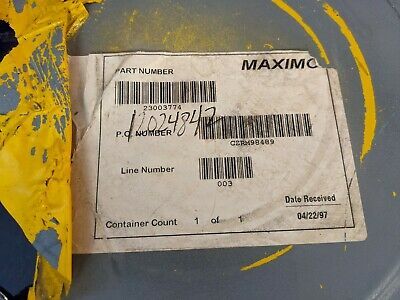 MAXIMO
PART NUMBER
23003774
12024842
P.O. NUMBER
CZRM98489
Line Number
003
Date Received
Container Count 1 of 1 04/22/97